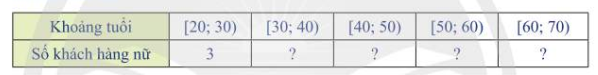 Khoảng tuổi [20; 30) [30; 40) [40; 50) [50; 60) [60; 70)
Số khách hàng nữ 3 ? ? ? ?